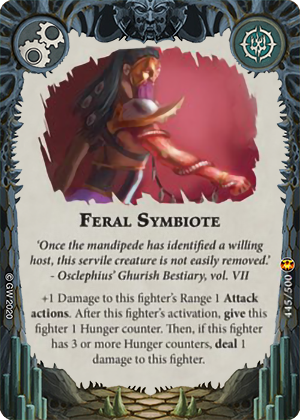 FERAL SYMBIOTE
'Once the mandipede has identified a willing
host, this servile creature is not easily removed.'
- Osclephius' Ghurish Bestiary, vol. VII
+1 Damage to this fighter's Range 1 Attack
actions. After this fighter's activation, give this
fighter 1 Hunger counter. Then, if this fighter
has 3 or more Hunger counters, deal 1
damage to this fighter.
© GW 2020
445/500